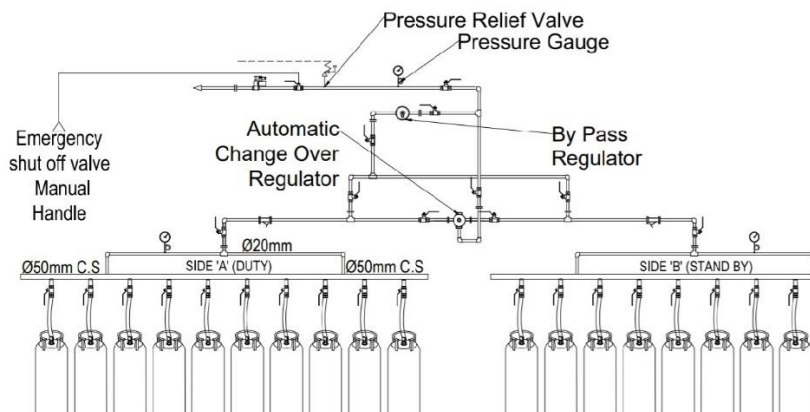 Pressure Relief Valve
Pressure Gauge
Emergency
shut off valve
Manual
Handle
Automatic
Change Over
Regulator
By Pass
Regulator
Ø20mm
Ø50mm C.S
SIDE 'A' (DUTY)
Ø50mm C.S
SIDE 'B' (STAND BY)